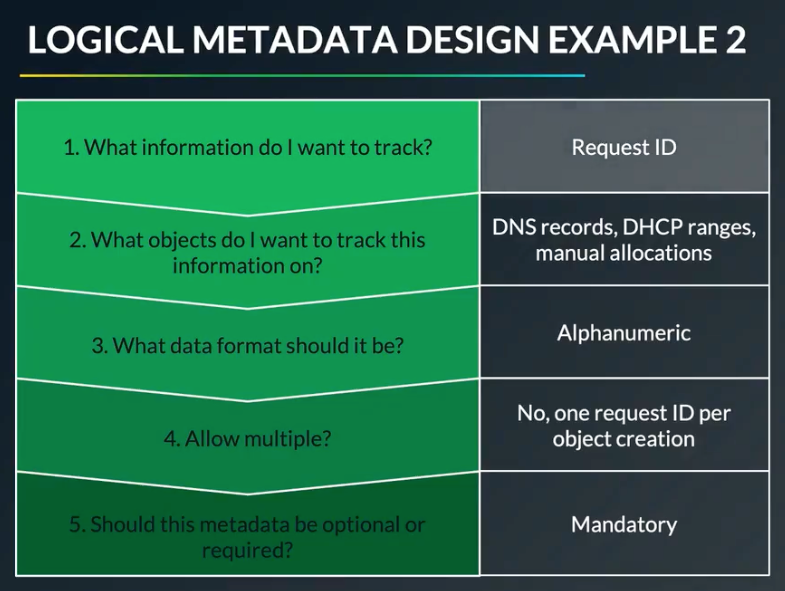 LOGICAL METADATA DESIGN EXAMPLE 2
1. What information do I want to track?
Request ID
2. What objects do I want to track this
information on?
DNS records, DHCP ranges,
manual allocations
3. What data format should it be?
Alphanumeric
4. Allow multiple?
No, one request ID per
object creation
5. Should this metadata be optional or
required?
Mandatory